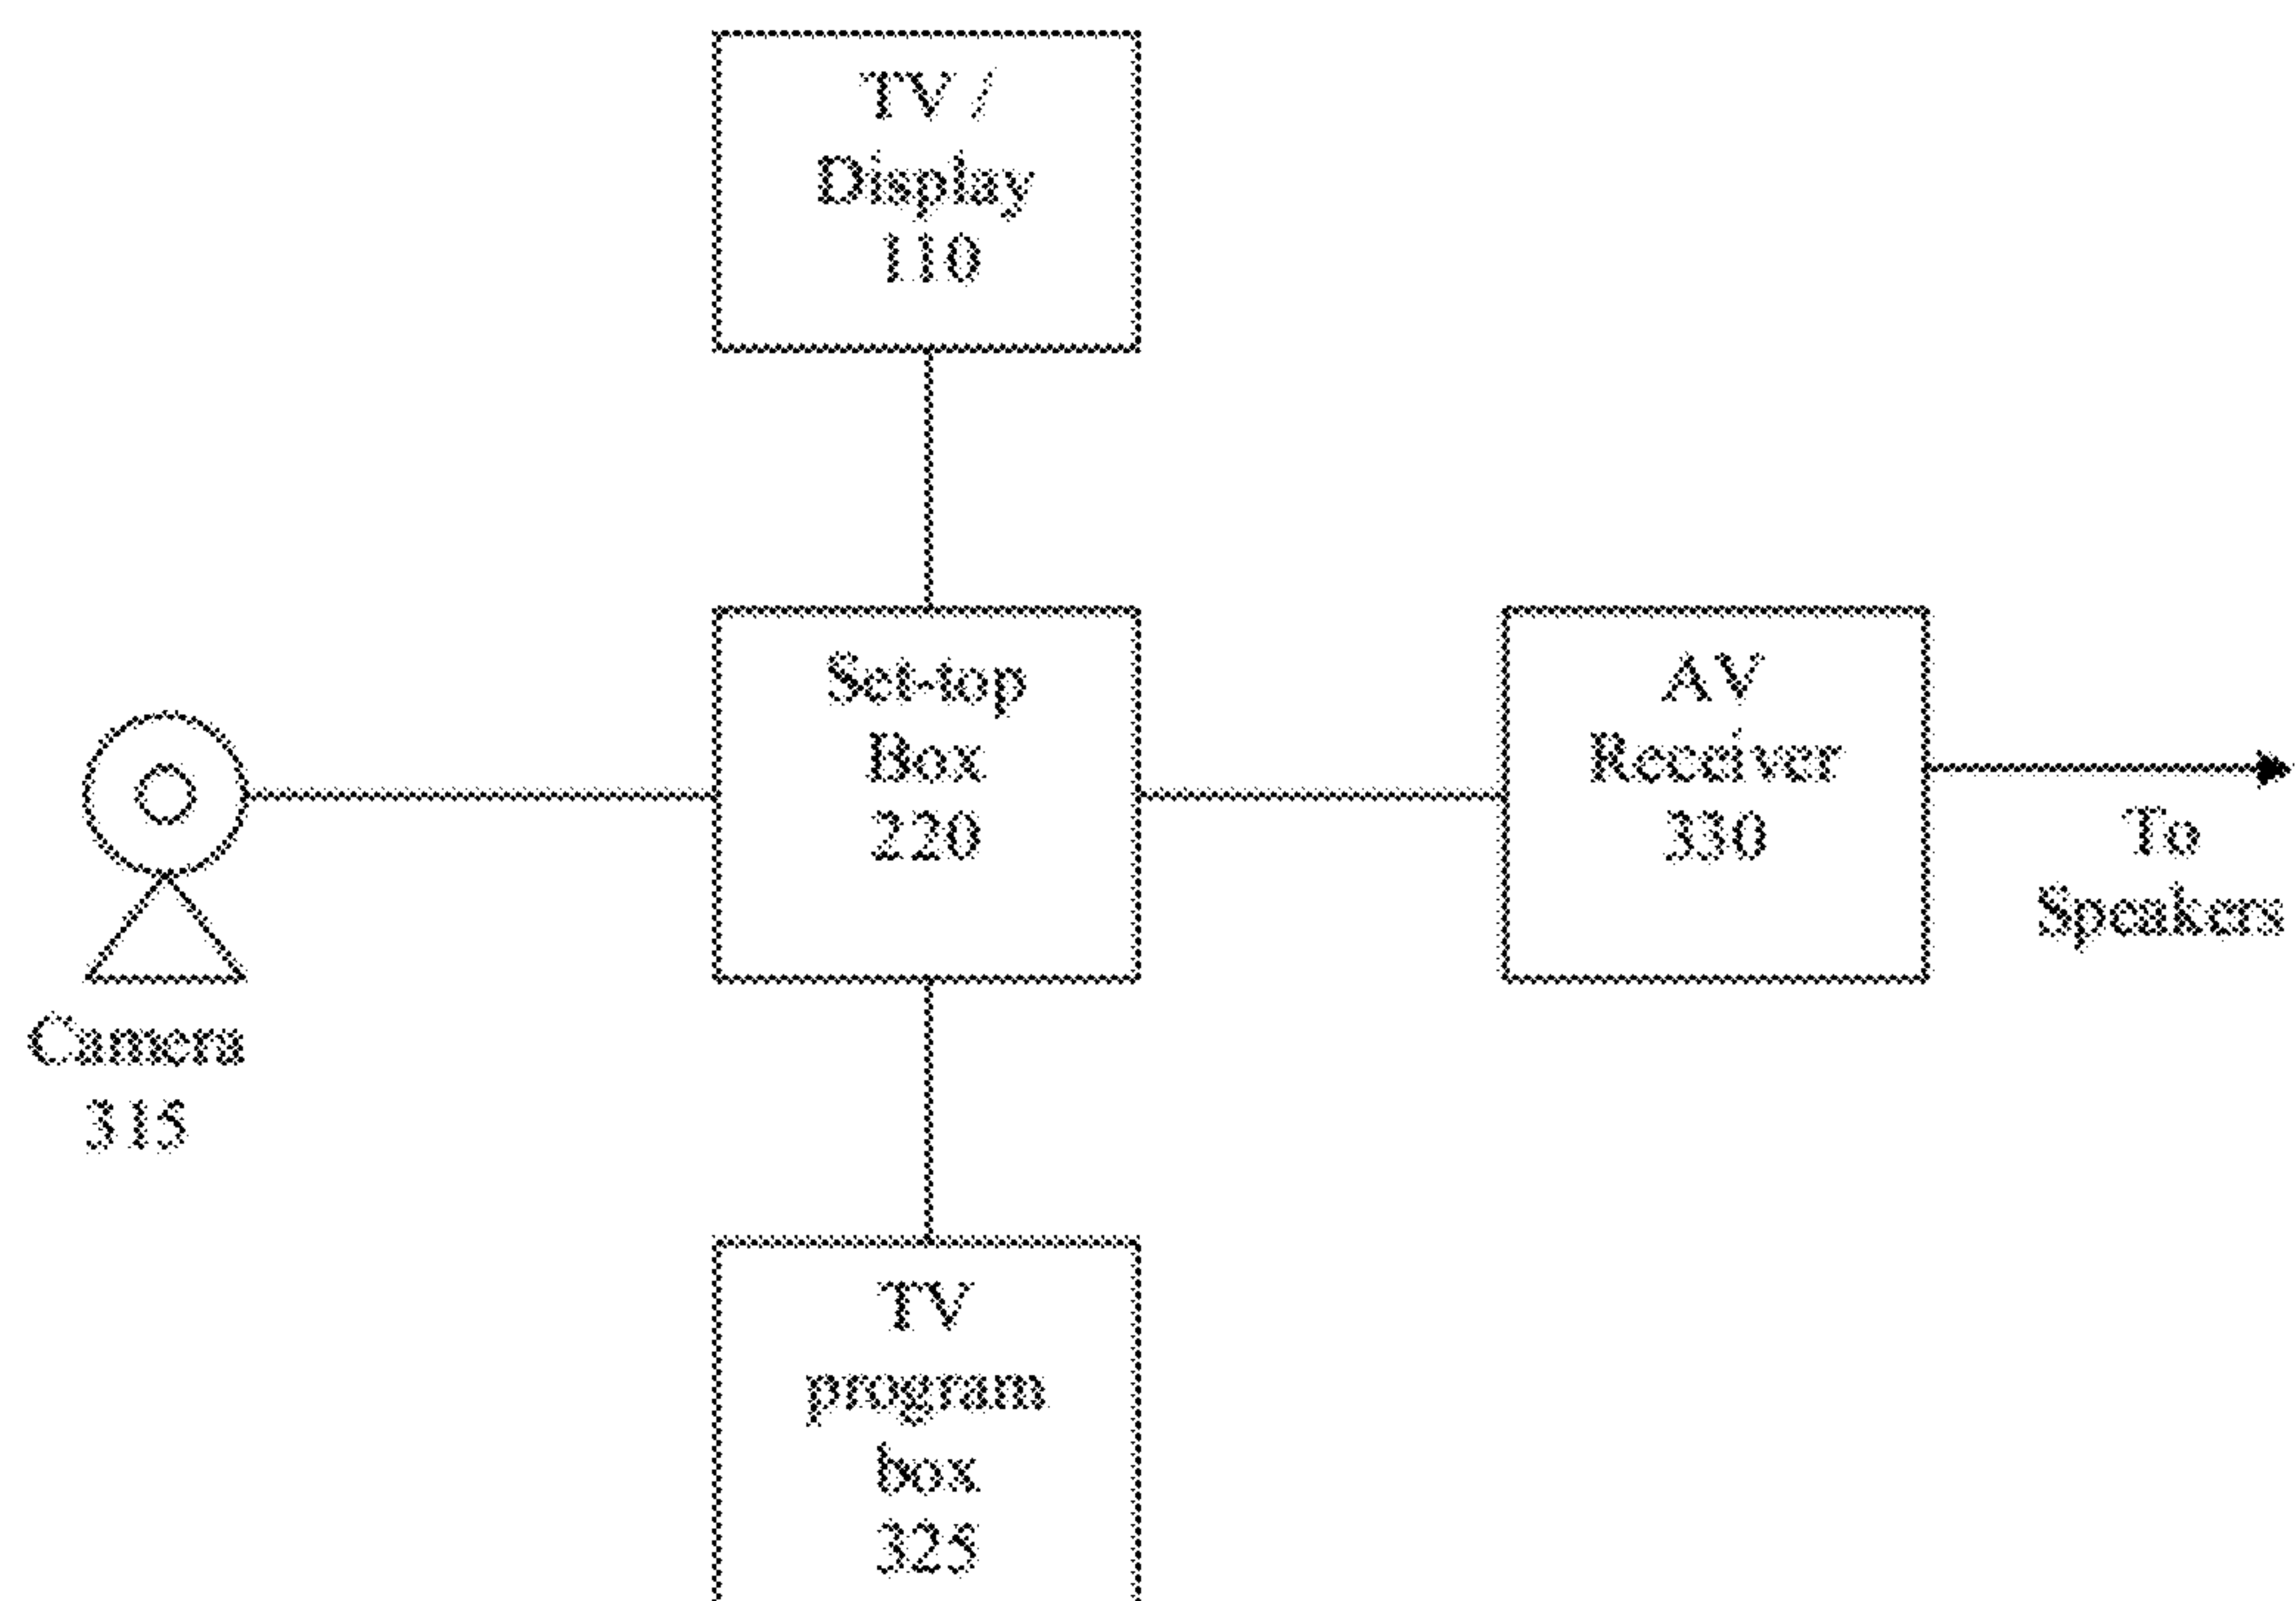 TV /
Display
110
Set-top
Box
220
AV
Receiver
330
To
Speakers
Camera
315
TV
program
box
325